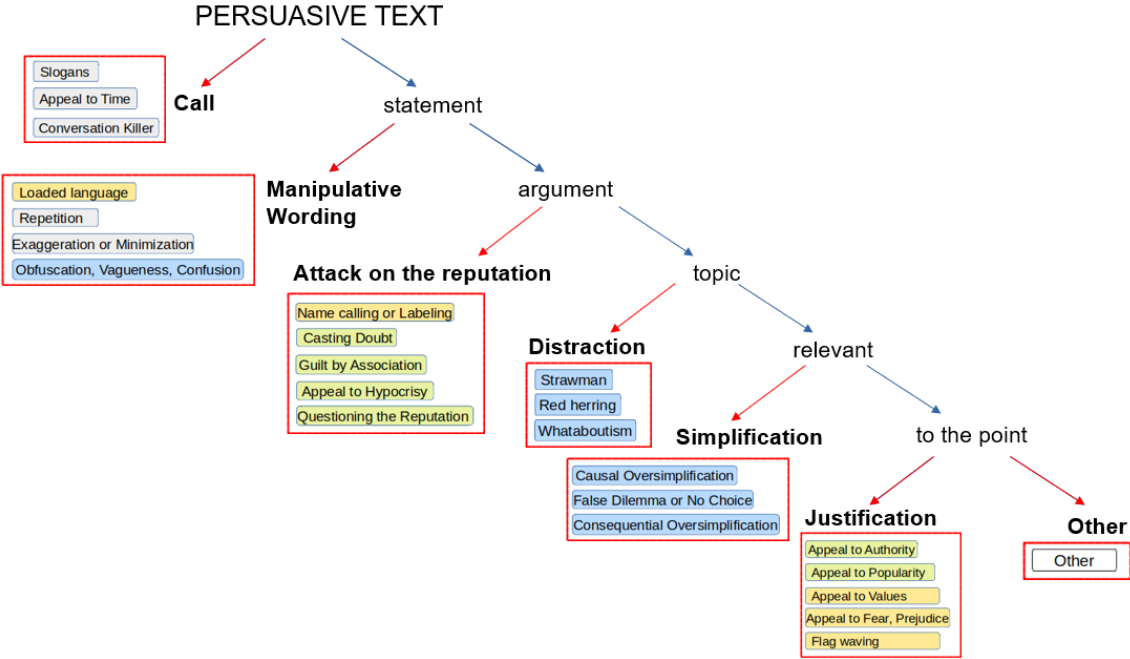 PERSUASIVE TEXT
Slogans
Appeal to Time
Conversation Killer
Call
statement
Loaded language
Repetition
Exaggeration or Minimization
Obfuscation, Vagueness, Confusion
Manipulative
Wording
argument
Attack on the reputation
Name calling or Labeling
Casting Doubt
Guilt by Association
Appeal to Hypocrisy
Questioning the Reputation
topic
Distraction
Strawman
Red herring
Whataboutism
relevant
Simplification
Causal Oversimplification
False Dilemma or No Choice
Consequential Oversimplification
to the point
Justification
Appeal to Authority
Appeal to Popularity
Appeal to Values
Appeal to Fear, Prejudice
Flag waving
Other
Other